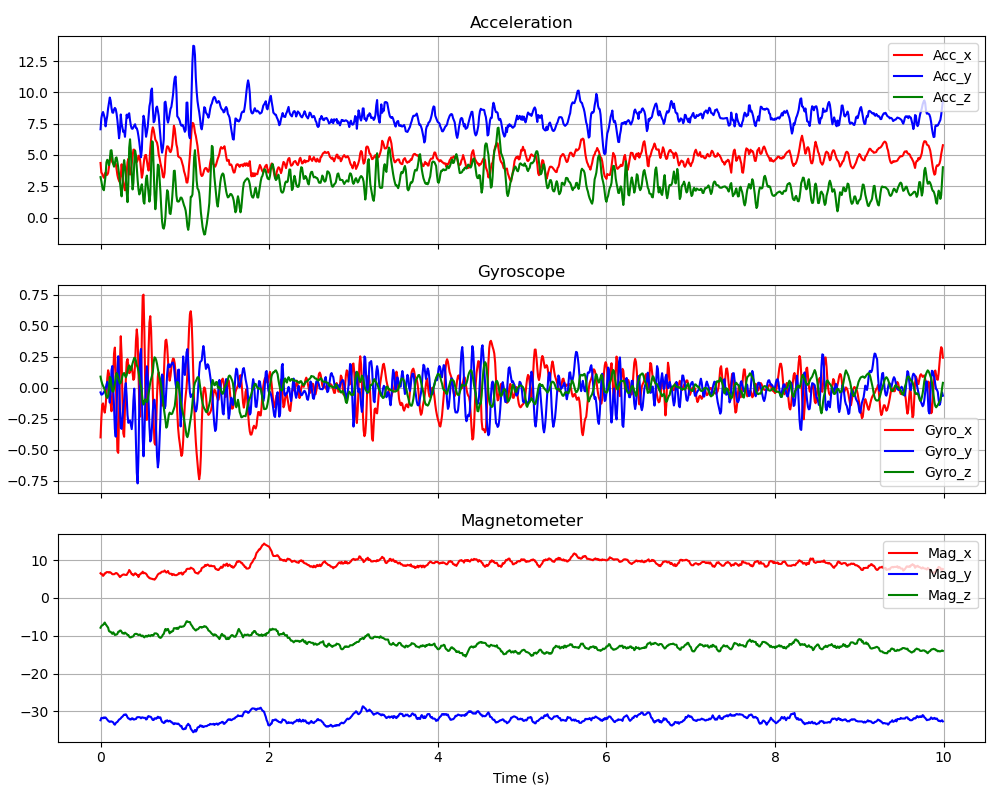 Acceleration
12.5
10.0
7.5
5.0
2.5
0.0
Acc_x
Acc_y
Acc_z
Gyroscope
0.75
0.50
0.25
0.00
−0.25
−0.50
−0.75
Gyro_x
Gyro_y
Gyro_z
Magnetometer
10
0
−10
−20
−30
Mag_x
Mag_y
Mag_z
0 2 4 6 8 10
Time (s)